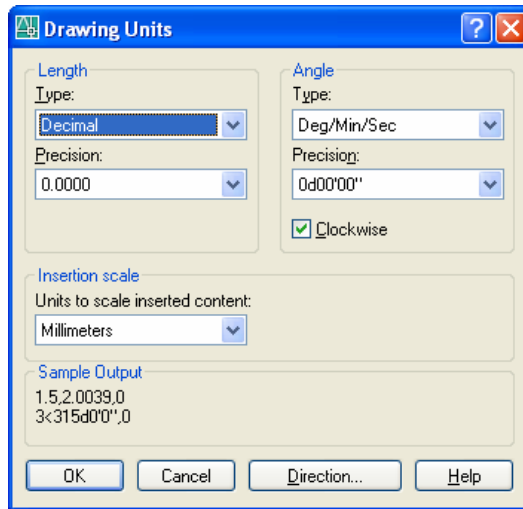 Drawing Units
Length
Type:
Decimal
Precision:
0.0000
Angle
Type:
Deg/Min/Sec
Precision:
0d00'00"
Clockwise
Insertion scale
Units to scale inserted content:
Millimeters
Sample Output
1.5,2.0039,0
3<315d0'0",0
OK
Cancel
Direction...
Help